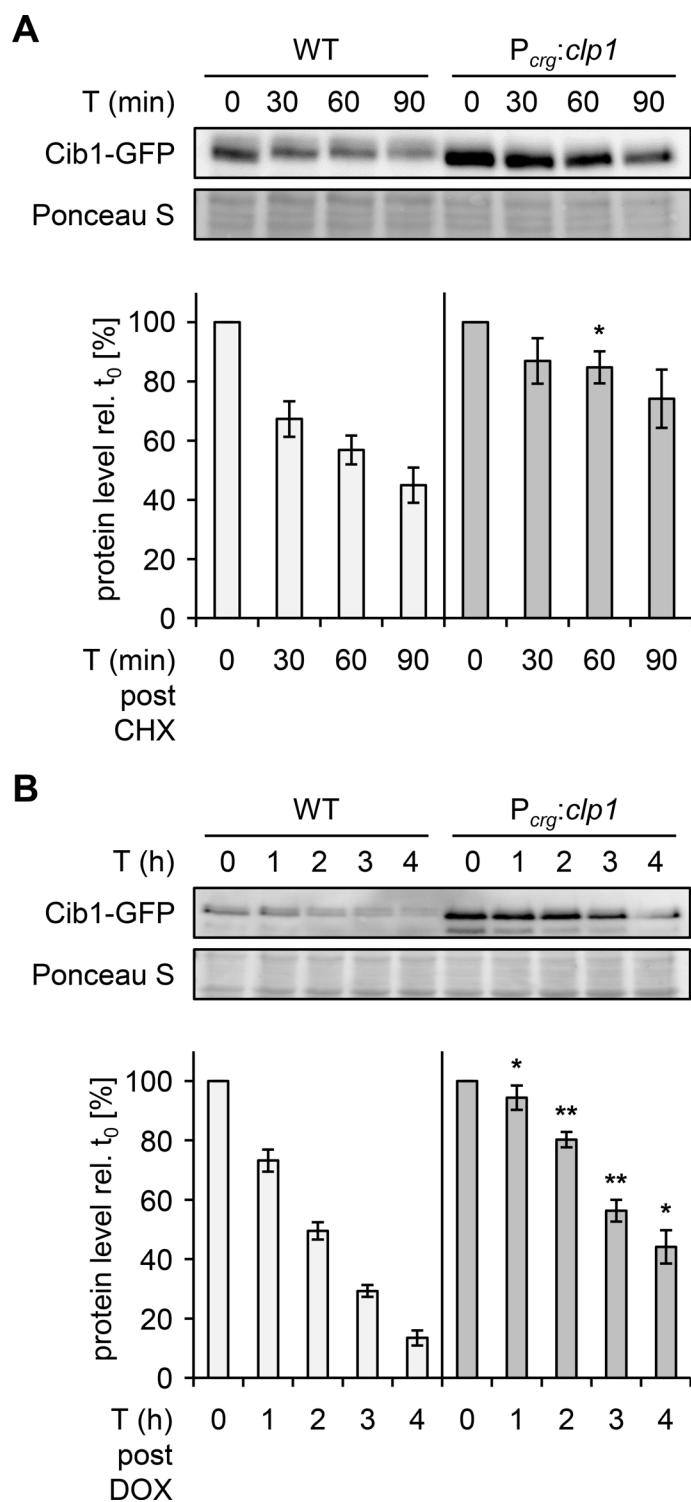 A
WT P_crg:clp1
T (min) 0 30 60 90 0 30 60 90
Cib1-GFP
Ponceau S
protein level rel. t₀ [%]
100
80
60
40
20
0
*
T (min) 0 30 60 90 0 30 60 90
post
CHX
B
WT P_crg:clp1
T (h) 0 1 2 3 4 0 1 2 3 4
Cib1-GFP
Ponceau S
protein level rel. t₀ [%]
100
80
60
40
20
0
* ** ** *
T (h) 0 1 2 3 4 0 1 2 3 4
post
DOX